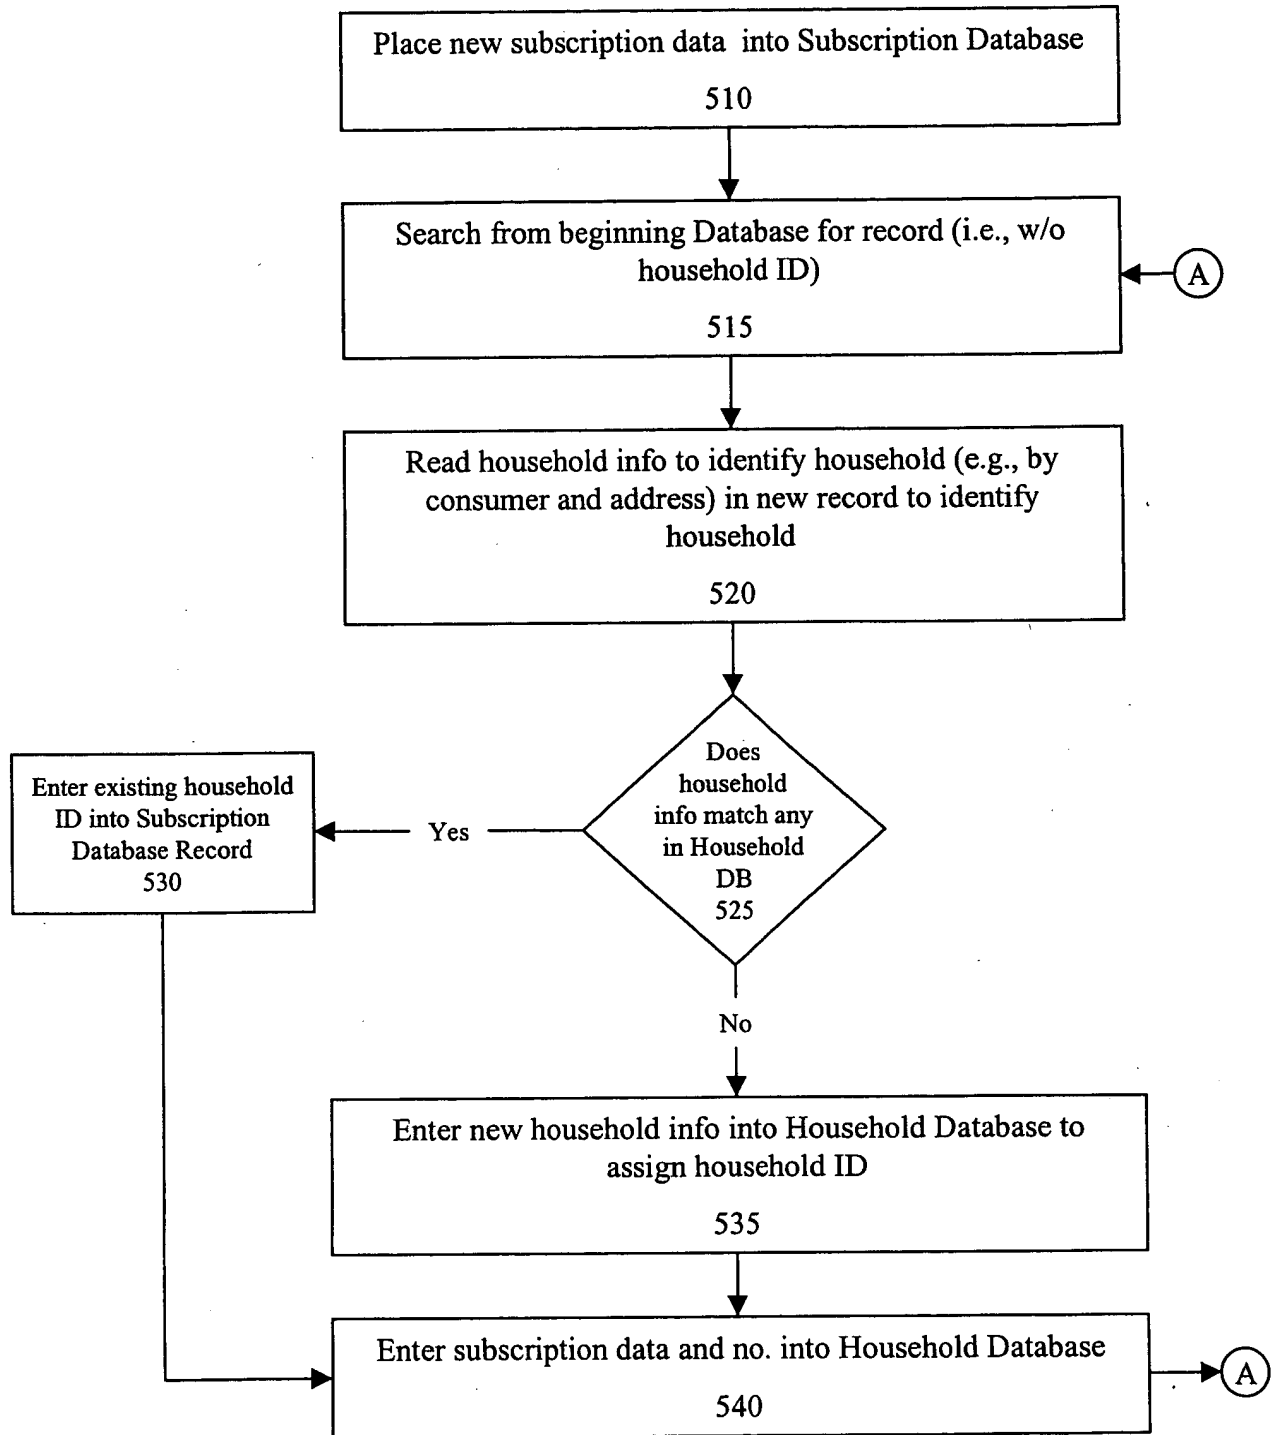 Place new subscription data into Subscription Database
510
Search from beginning Database for record (i.e., w/o
household ID)
515
A
Read household info to identify household (e.g., by
consumer and address) in new record to identify
household
520
Does
household
info match any
in Household
DB
525
Yes
Enter existing household
ID into Subscription
Database Record
530
No
Enter new household info into Household Database to
assign household ID
535
Enter subscription data and no. into Household Database
540
A